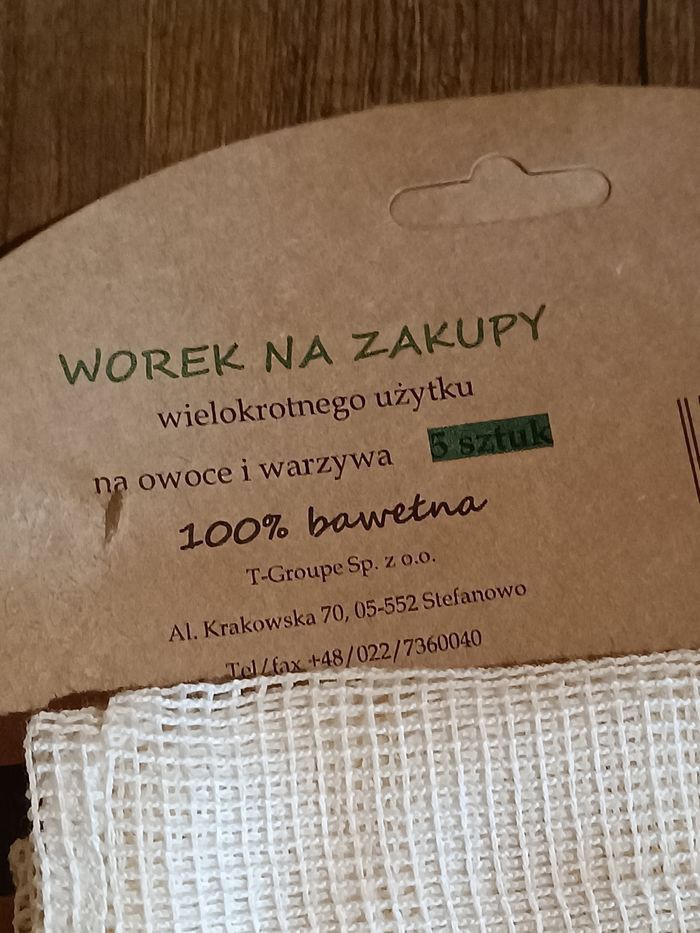 WOREK NA ZAKUPY
wielokrotnego użytku
na owoce i warzywa 5 sztuk
100% bawełna
T-Groupe Sp. z o.o.
Al. Krakowska 70, 05-552 Stefanowo
Tel/fax +48/022/7360040